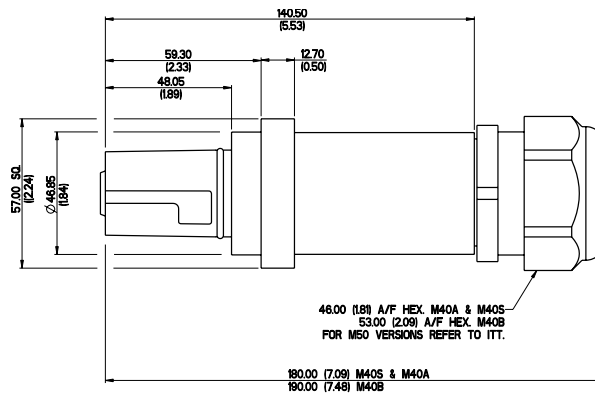 140.50
(5.53)
59.30
(2.33)
12.70
(0.50)
48.05
(1.89)
57.00 SQ.
(2.24)
Ø 46.85
(1.84)
46.00 (1.81) A/F HEX. M40A & M40S
53.00 (2.09) A/F HEX. M40B
FOR M50 VERSIONS REFER TO ITT.
180.00 (7.09) M40S & M40A
190.00 (7.48) M40B